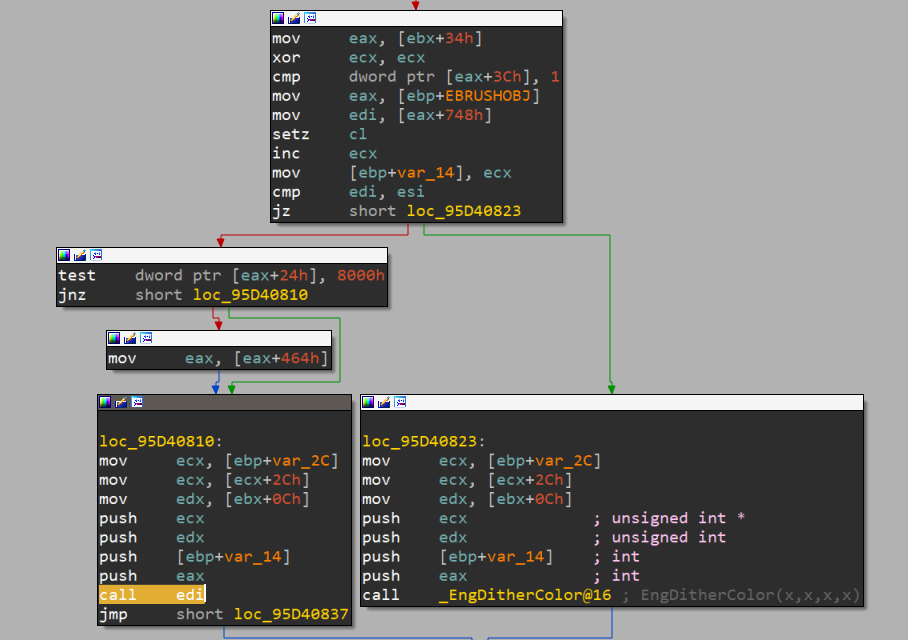 mov eax, [ebx+34h]
xor ecx, ecx
cmp dword ptr [eax+3Ch], 1
mov eax, [ebp+EBRUSHOBJ]
mov edi, [eax+748h]
setz cl
inc ecx
mov [ebp+var_14], ecx
cmp edi, esi
jz short loc_95D40823
test dword ptr [eax+24h], 8000h
jnz short loc_95D40810
mov eax, [eax+464h]
loc_95D40810:
mov ecx, [ebp+var_2C]
mov ecx, [ecx+2Ch]
mov edx, [ebx+0Ch]
push ecx
push edx
push [ebp+var_14]
push eax
call edi
jmp short loc_95D40837
loc_95D40823:
mov ecx, [ebp+var_2C]
mov ecx, [ecx+2Ch]
mov edx, [ebx+0Ch]
push ecx ; unsigned int *
push edx ; unsigned int
push [ebp+var_14] ; int
push eax ; int
call _EngDitherColor@16 ; EngDitherColor(x,x,x,x)